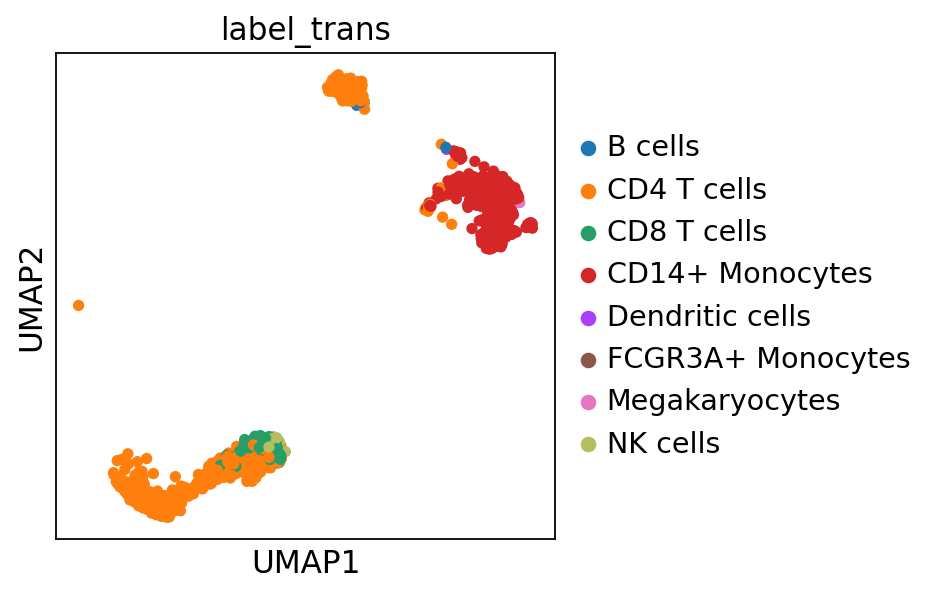 label_trans
UMAP2
UMAP1
B cells
CD4 T cells
CD8 T cells
CD14+ Monocytes
Dendritic cells
FCGR3A+ Monocytes
Megakaryocytes
NK cells